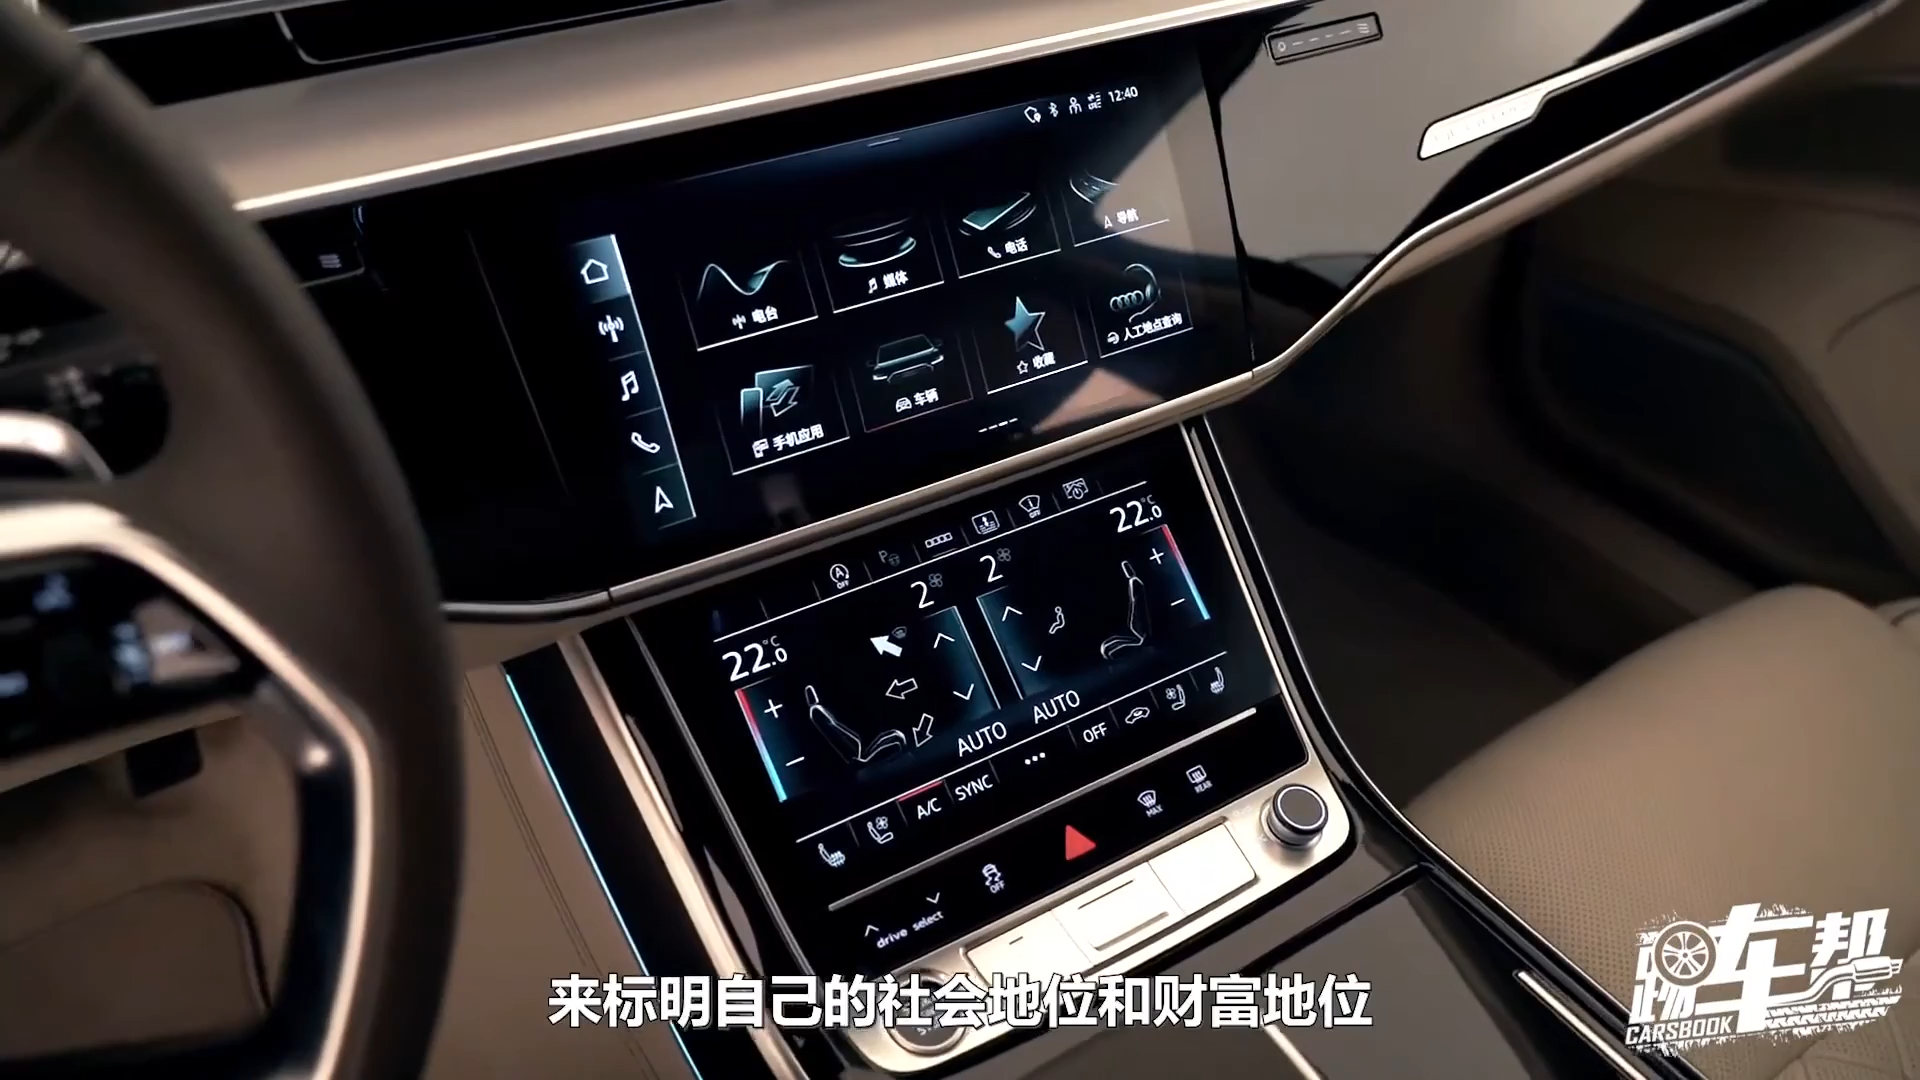 12:40
电台
媒体
电话
导航
手机应用
车辆
收藏
人工地点查询
22.0°C
2
2
22.0°C
OFF
OFF
AUTO
AUTO
A/C
SYNC
OFF
MAX
REAR
OFF
drive select
来标明自己的社会地位和财富地位
踢车帮
CARSBOOK